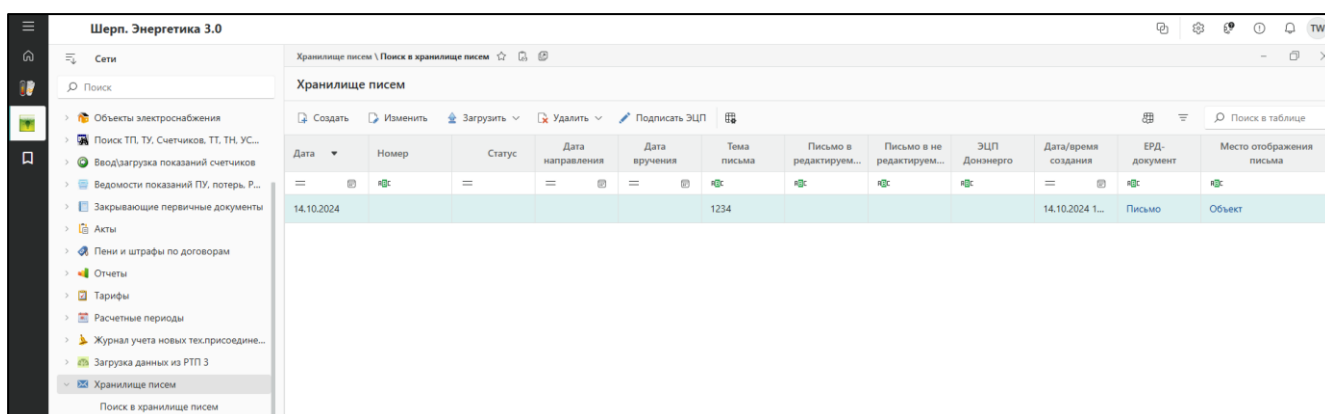 Шерп. Энергетика 3.0
TW
Сети
Хранилище писем \ Поиск в хранилище писем
Поиск
Хранилище писем
Объекты электроснабжения
Создать Изменить Загрузить Удалить Подписать ЭЦП Поиск в таблице
Поиск ТП, ТУ, Счетчиков, ТТ, ТН, УС...
Ввод\загрузка показаний счетчиков
Дата Номер Статус Дата направления Дата вручения Тема письма Письмо в редактируем... Письмо в не редактируем... ЭЦП Донэнерго Дата/время создания ЕРД-документ Место отображения письма
Ведомости показаний ПУ, потерь, Р...
Закрывающие первичные документы
14.10.2024 1234 14.10.2024 1... Письмо Объект
Акты
Пени и штрафы по договорам
Отчеты
Тарифы
Расчетные периоды
Журнал учета новых тех.присоедине...
Загрузка данных из РТП 3
Хранилище писем
Поиск в хранилище писем